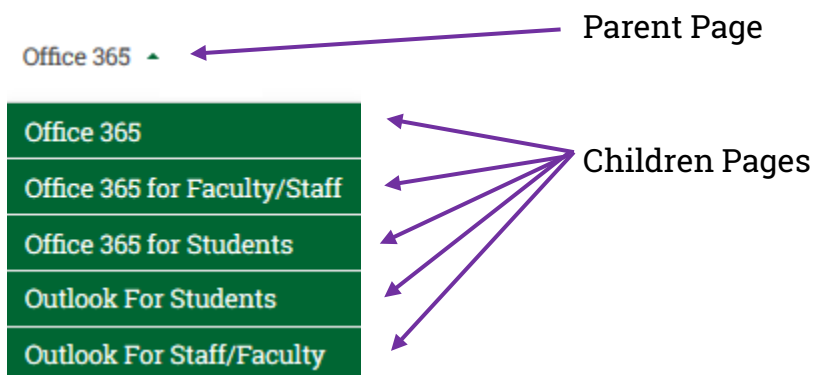 Parent Page
Office 365
Office 365
Office 365 for Faculty/Staff
Children Pages
Office 365 for Students
Outlook For Students
Outlook For Staff/Faculty